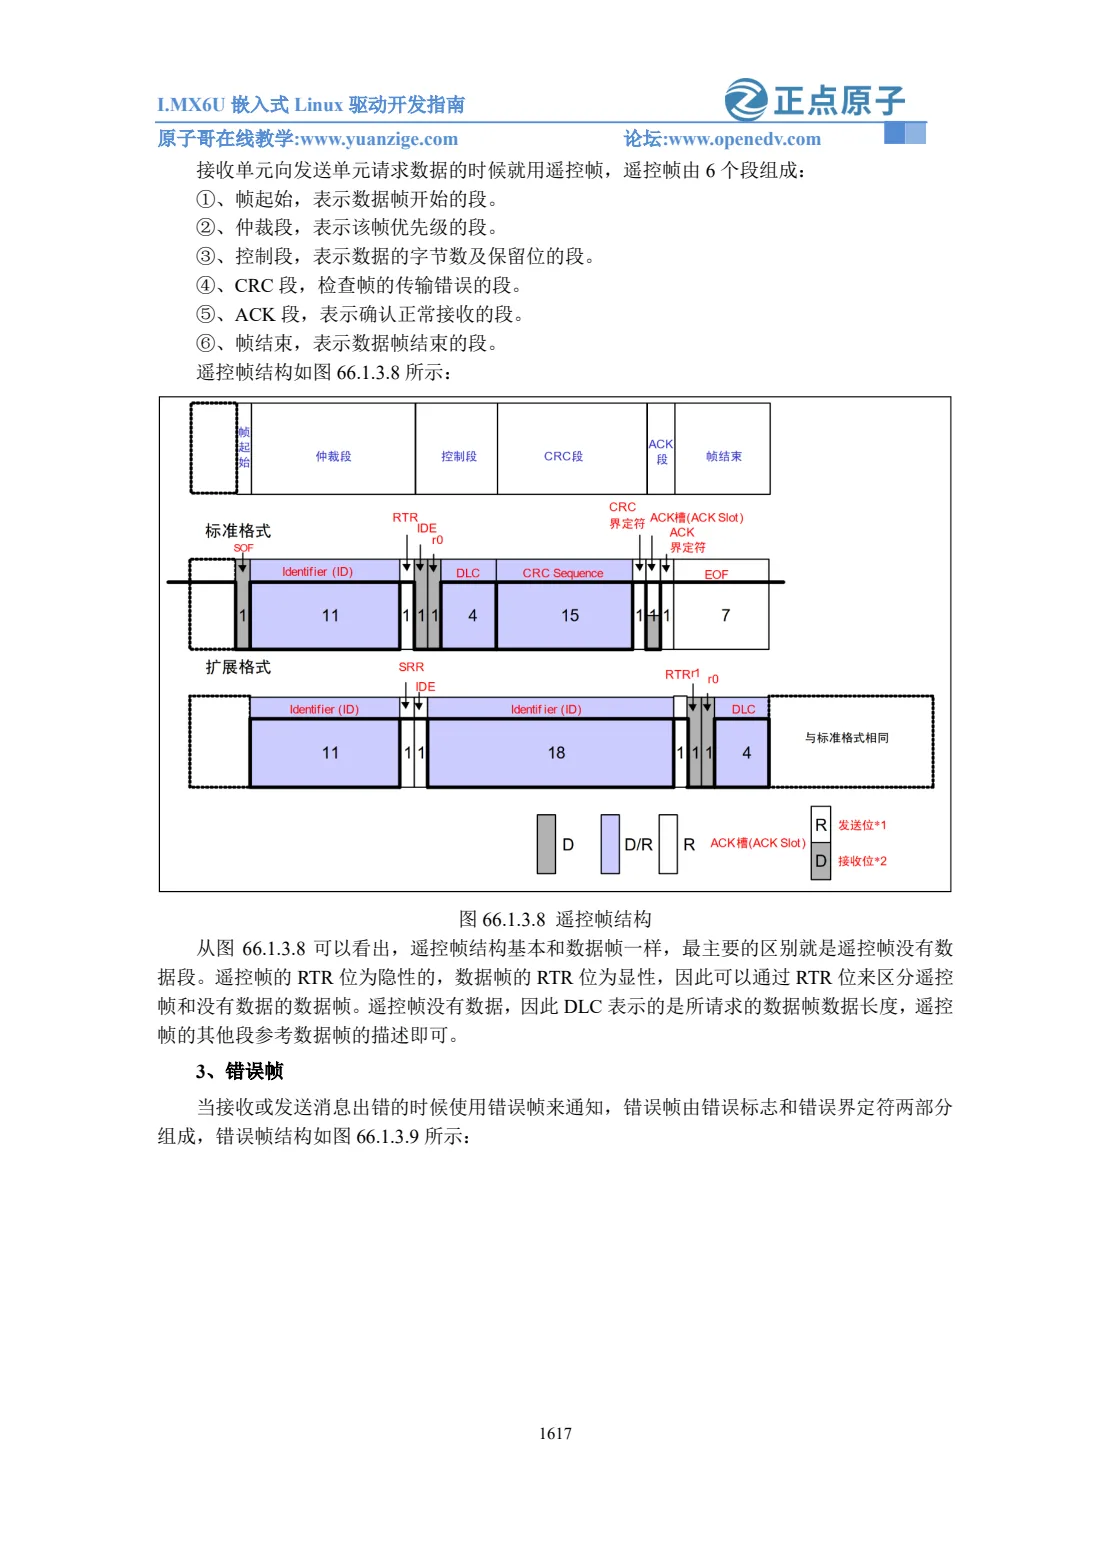 I.MX6U 嵌入式 Linux 驱动开发指南
正点原子
原子哥在线教学:www.yuanzige.com 论坛:www.openedv.com
接收单元向发送单元请求数据的时候就用遥控帧，遥控帧由 6 个段组成：
①、帧起始，表示数据帧开始的段。
②、仲裁段，表示该帧优先级的段。
③、控制段，表示数据的字节数及保留位的段。
④、CRC 段，检查帧的传输错误的段。
⑤、ACK 段，表示确认正常接收的段。
⑥、帧结束，表示数据帧结束的段。
遥控帧结构如图 66.1.3.8 所示：
帧起始 仲裁段 控制段 CRC段 ACK段 帧结束
标准格式
SOF RTR IDE r0 CRC界定符 ACK槽(ACK Slot) ACK界定符
Identifier (ID) DLC CRC Sequence EOF
1 11 1 1 1 4 15 1 1 1 7
扩展格式
SRR IDE RTR r1 r0
Identifier (ID) Identifier (ID) DLC
11 1 1 18 1 1 1 4 与标准格式相同
D D/R R ACK槽(ACK Slot) R 发送位*1
D 接收位*2
图 66.1.3.8 遥控帧结构
从图 66.1.3.8 可以看出，遥控帧结构基本和数据帧一样，最主要的区别就是遥控帧没有数
据段。遥控帧的 RTR 位为隐性的，数据帧的 RTR 位为显性，因此可以通过 RTR 位来区分遥控
帧和没有数据的数据帧。遥控帧没有数据，因此 DLC 表示的是所请求的数据帧数据长度，遥控
帧的其他段参考数据帧的描述即可。
3、错误帧
当接收或发送消息出错的时候使用错误帧来通知，错误帧由错误标志和错误界定符两部分
组成，错误帧结构如图 66.1.3.9 所示：
1617